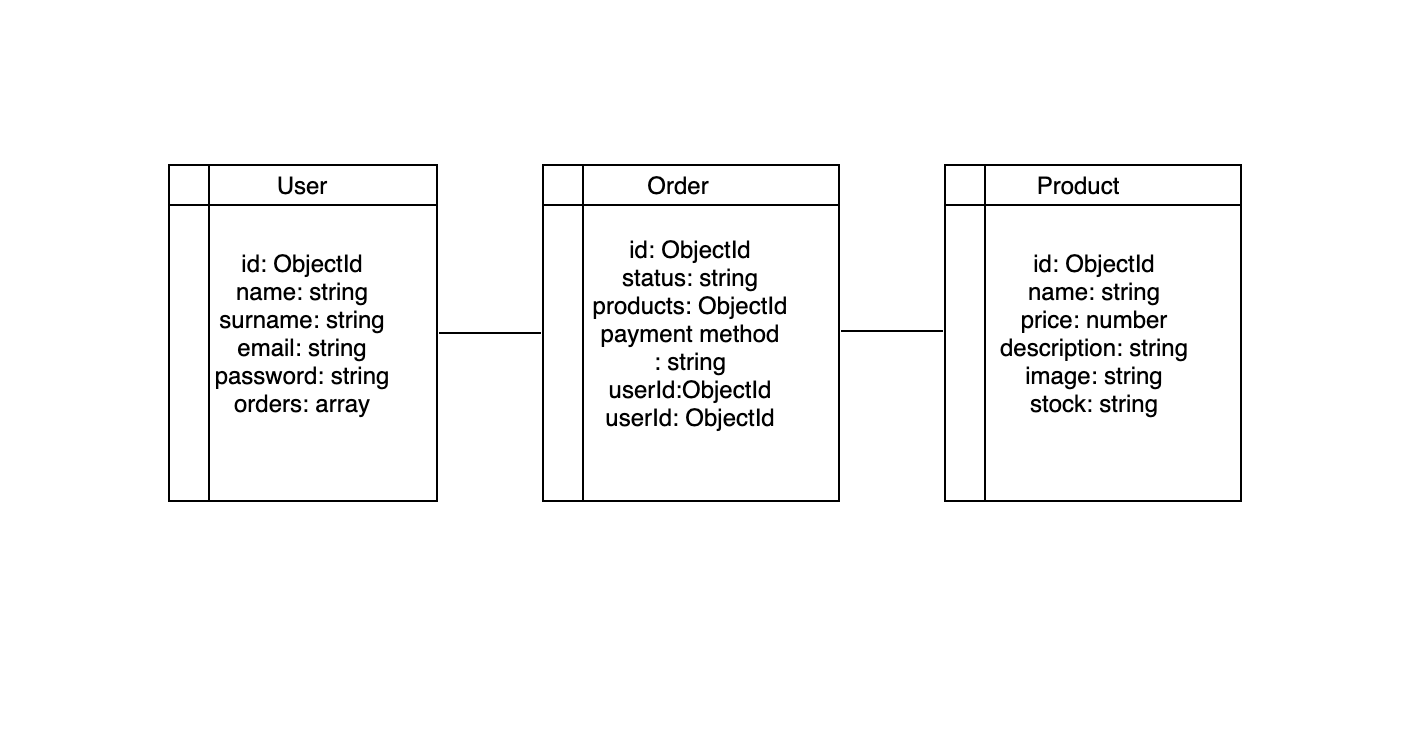 User
id: ObjectId
name: string
surname: string
email: string
password: string
orders: array
Order
id: ObjectId
status: string
products: ObjectId
payment method
: string
userId:ObjectId
userId: ObjectId
Product
id: ObjectId
name: string
price: number
description: string
image: string
stock: string